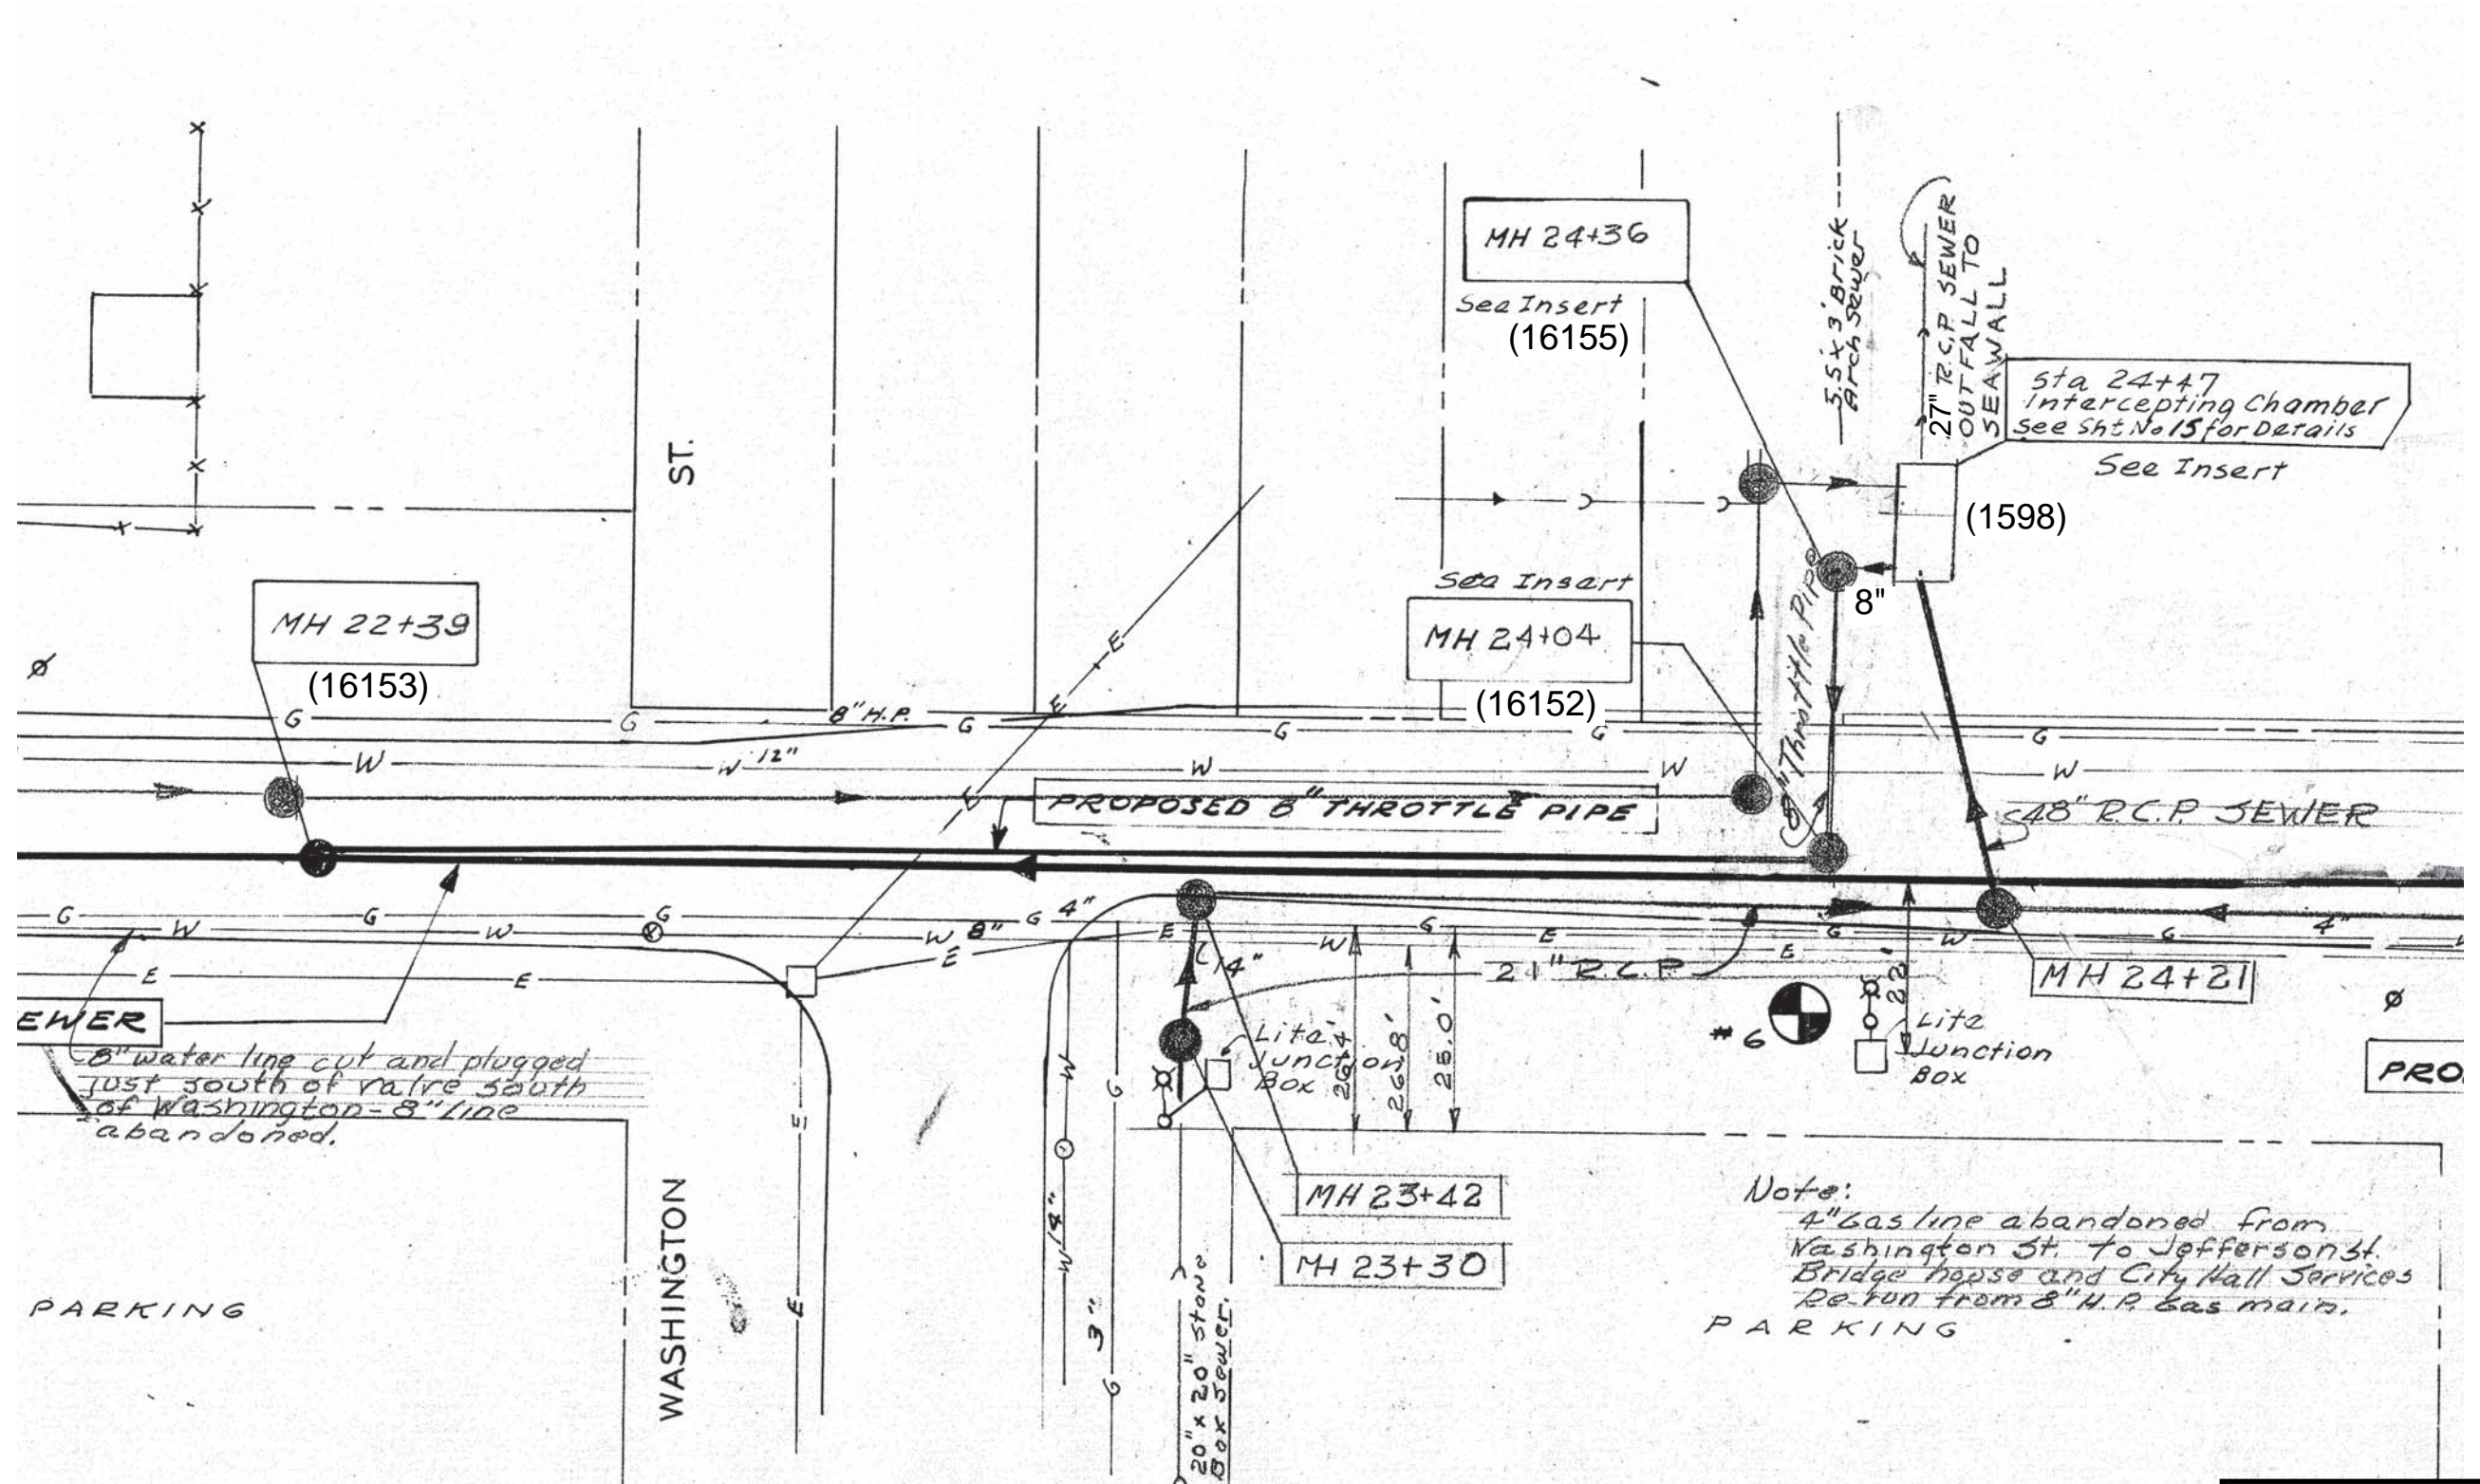 MH 24+36
See Insert
(16155)
5.5' x 3' Brick
Arch Sewer
27" R.C.P. SEWER
OUTFALL TO
SEAWALL
Sta 24+47
Intercepting Chamber
See Sht No 15 for Details
See Insert
(1598)
ST.
MH 22+39
(16153)
See Insert
MH 24+04
(16152)
8"
8" Throttle Pipe
G
G
8" H.P.
G
G
G
G
W
W 12"
W
W
W
E
E
E
PROPOSED 8" THROTTLE PIPE
48" R.C.P. SEWER
G
G
G
G 4"
G
G
G
4"
W
W
W 8"
W
W
E
E
E
E
E
E
14"
21" R.C.P.
MH 24+21
22'
# 6
Lite
Junction
Box
Lite
Junction
Box
26.4'
26.8'
25.0'
EWER
8" water line cut and plugged
just south of valve south
of Washington - 8" line
abandoned.
PRO
WASHINGTON
E
E
W
W 14"
G
3"
G
20" x 20" Stone
Box Sewer.
MH 23+42
MH 23+30
Note:
4" Gas line abandoned from
Washington St. to Jefferson St.
Bridge house and City Hall Services
Re-run from 8" H.P. Gas main.
PARKING
PARKING